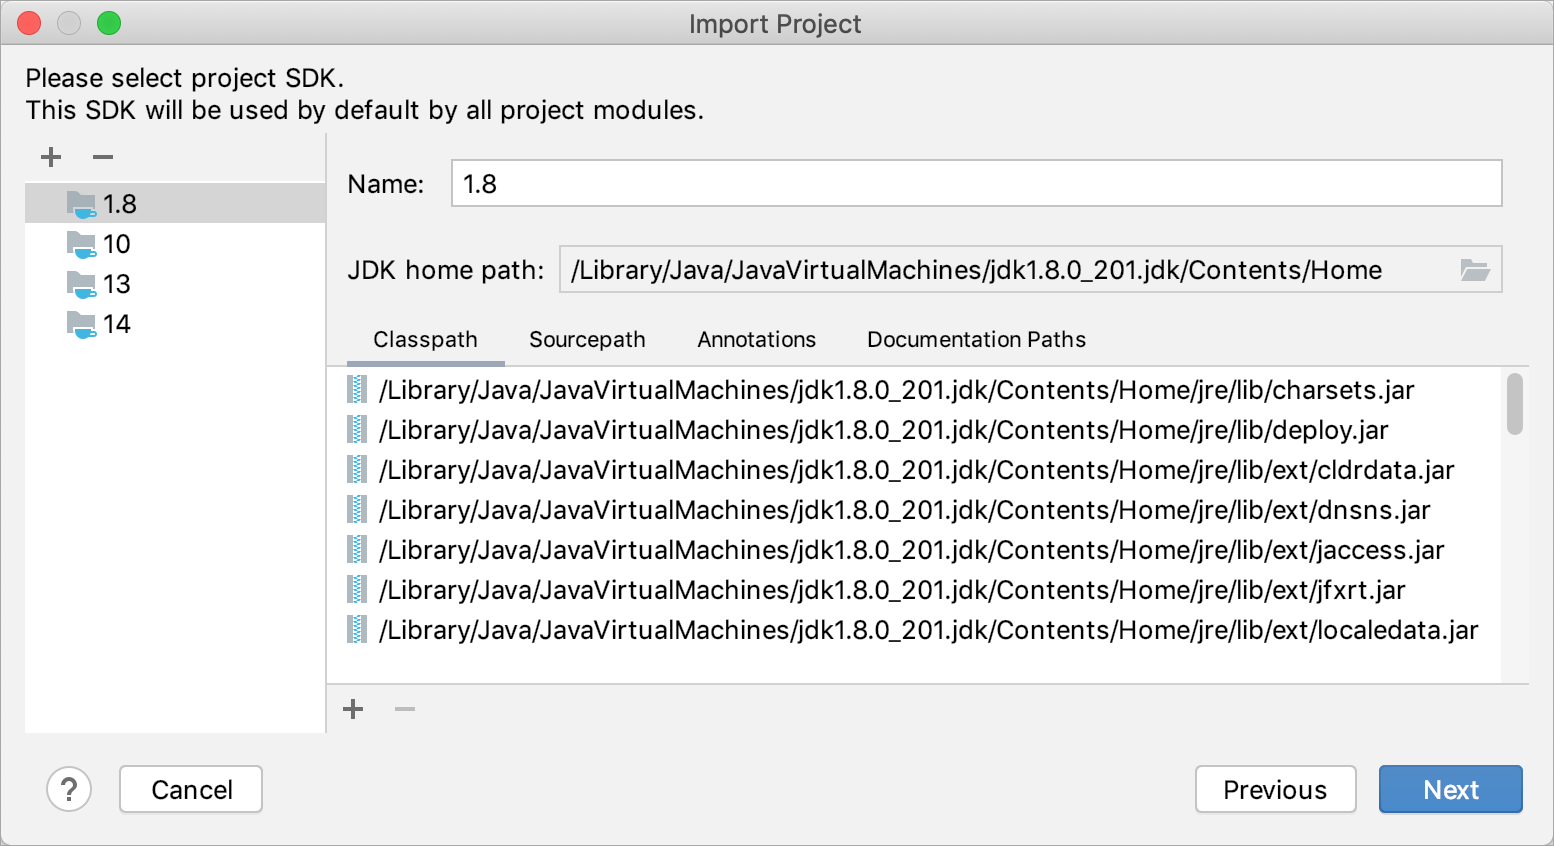 Import Project
Please select project SDK.
This SDK will be used by default by all project modules.
1.8
10
13
14
Name: 1.8
JDK home path: /Library/Java/JavaVirtualMachines/jdk1.8.0_201.jdk/Contents/Home
Classpath Sourcepath Annotations Documentation Paths
/Library/Java/JavaVirtualMachines/jdk1.8.0_201.jdk/Contents/Home/jre/lib/charsets.jar
/Library/Java/JavaVirtualMachines/jdk1.8.0_201.jdk/Contents/Home/jre/lib/deploy.jar
/Library/Java/JavaVirtualMachines/jdk1.8.0_201.jdk/Contents/Home/jre/lib/ext/cldrdata.jar
/Library/Java/JavaVirtualMachines/jdk1.8.0_201.jdk/Contents/Home/jre/lib/ext/dnsns.jar
/Library/Java/JavaVirtualMachines/jdk1.8.0_201.jdk/Contents/Home/jre/lib/ext/jaccess.jar
/Library/Java/JavaVirtualMachines/jdk1.8.0_201.jdk/Contents/Home/jre/lib/ext/jfxrt.jar
/Library/Java/JavaVirtualMachines/jdk1.8.0_201.jdk/Contents/Home/jre/lib/ext/localedata.jar
? Cancel Previous Next